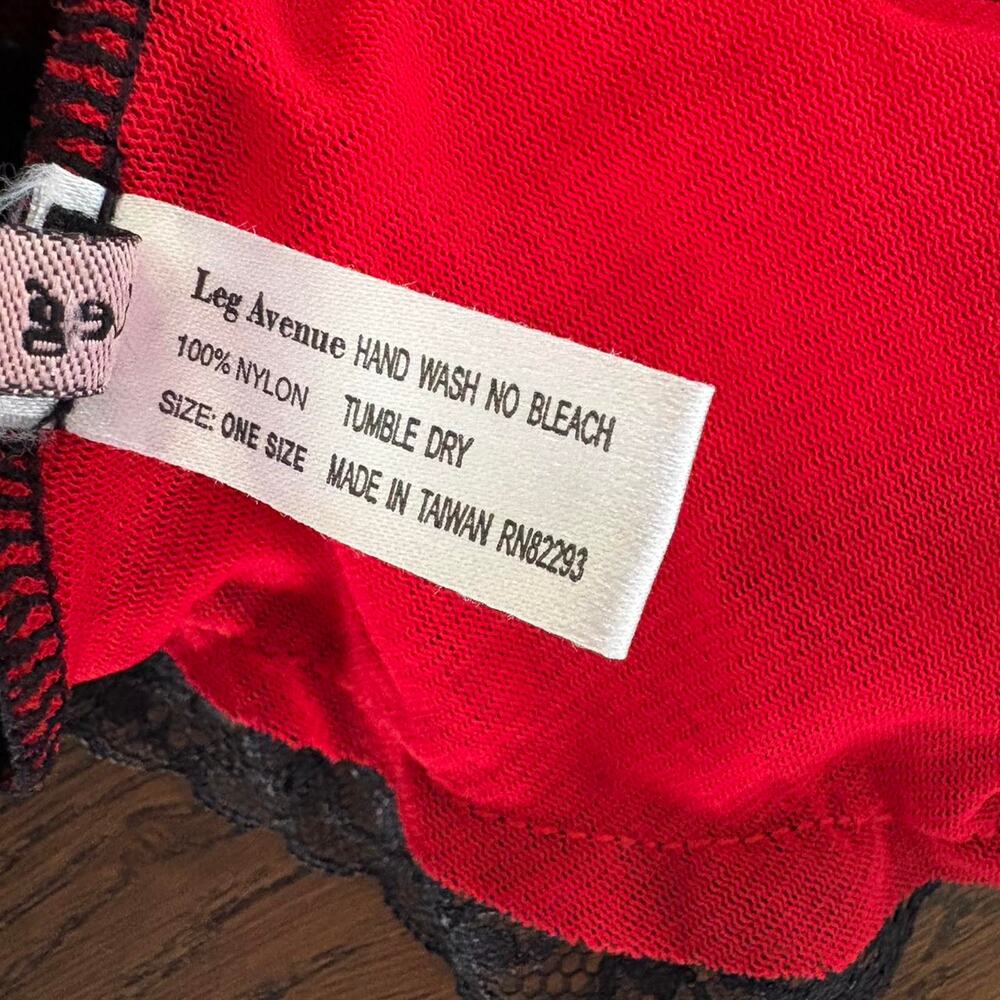 Leg Avenue HAND WASH NO BLEACH
100% NYLON TUMBLE DRY
SIZE: ONE SIZE MADE IN TAIWAN RN82293